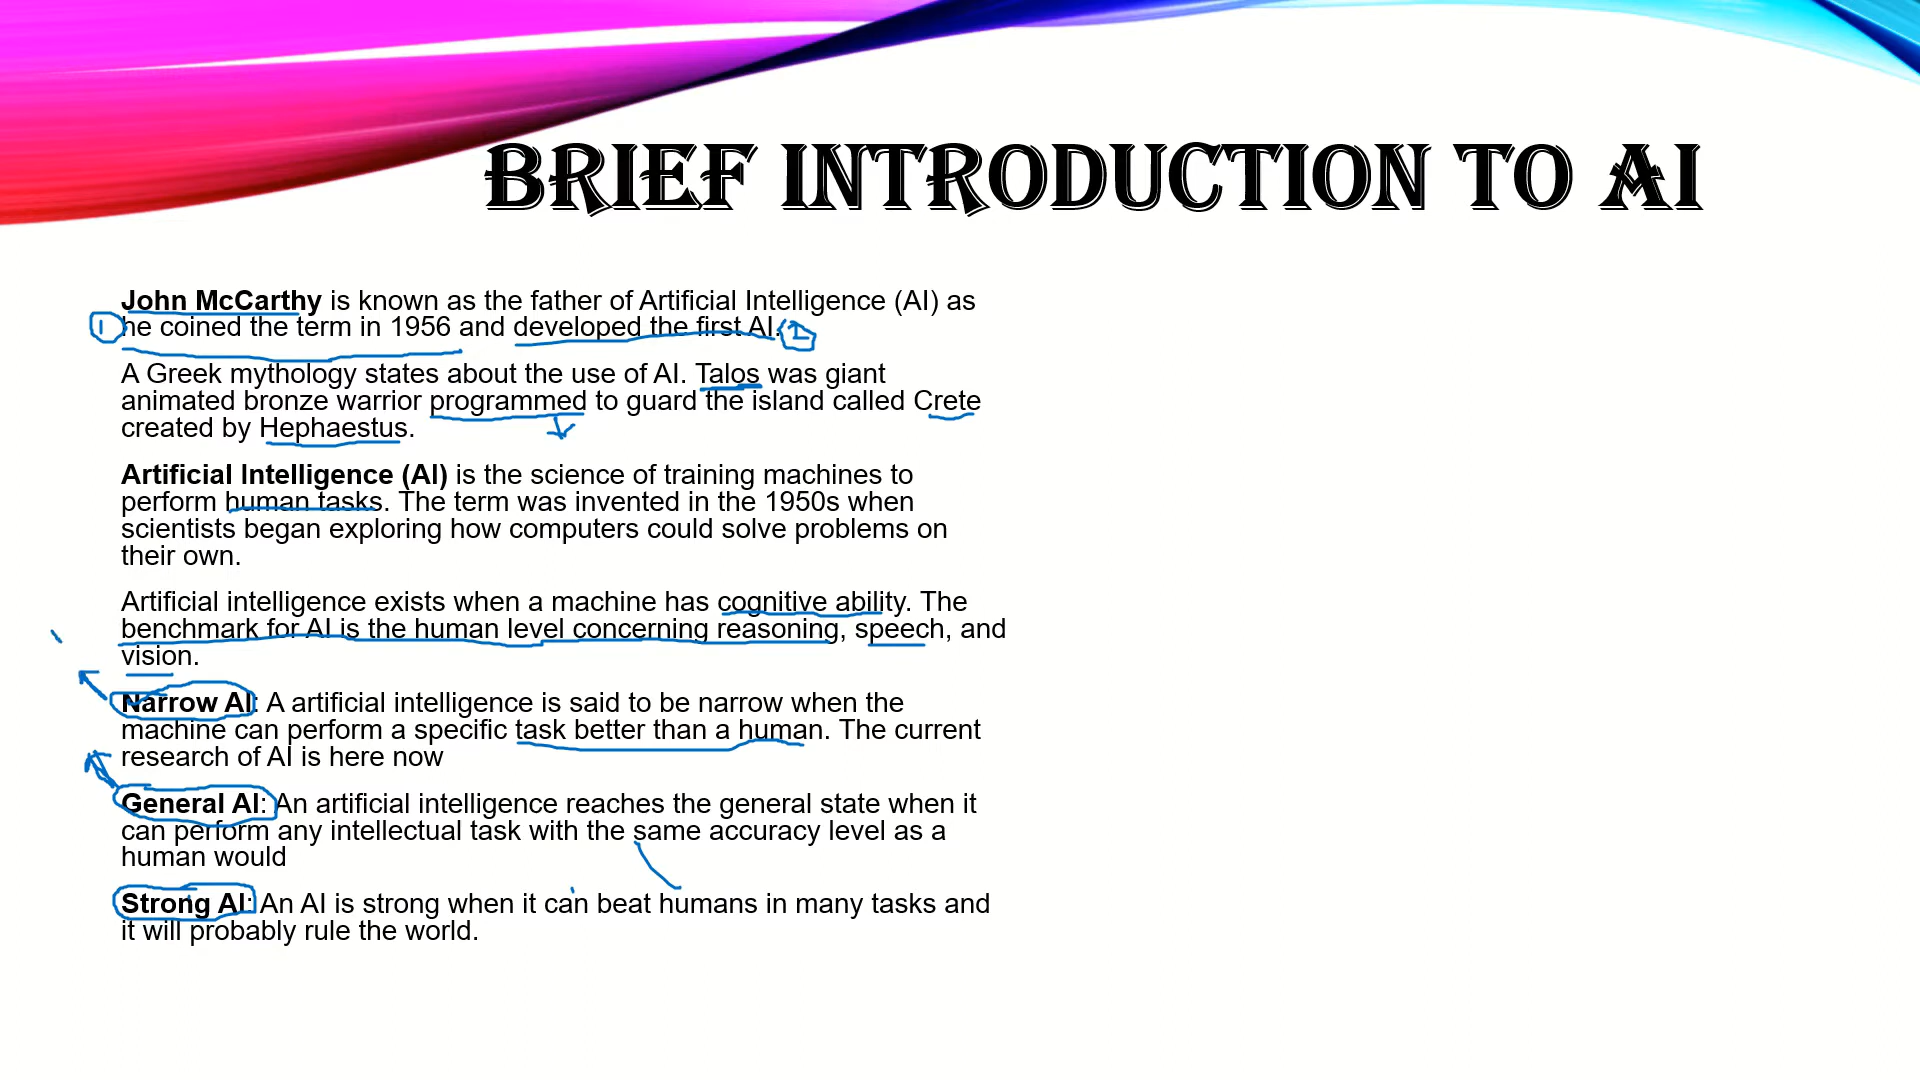 BRIEF INTRODUCTION TO AI
John McCarthy is known as the father of Artificial Intelligence (AI) as
1 he coined the term in 1956 and developed the first AI. 2
A Greek mythology states about the use of AI. Talos was giant
animated bronze warrior programmed to guard the island called Crete
created by Hephaestus.
Artificial Intelligence (AI) is the science of training machines to
perform human tasks. The term was invented in the 1950s when
scientists began exploring how computers could solve problems on
their own.
Artificial intelligence exists when a machine has cognitive ability. The
benchmark for AI is the human level concerning reasoning, speech, and
vision.
Narrow AI: A artificial intelligence is said to be narrow when the
machine can perform a specific task better than a human. The current
research of AI is here now
General AI: An artificial intelligence reaches the general state when it
can perform any intellectual task with the same accuracy level as a
human would
Strong AI: An AI is strong when it can beat humans in many tasks and
it will probably rule the world.